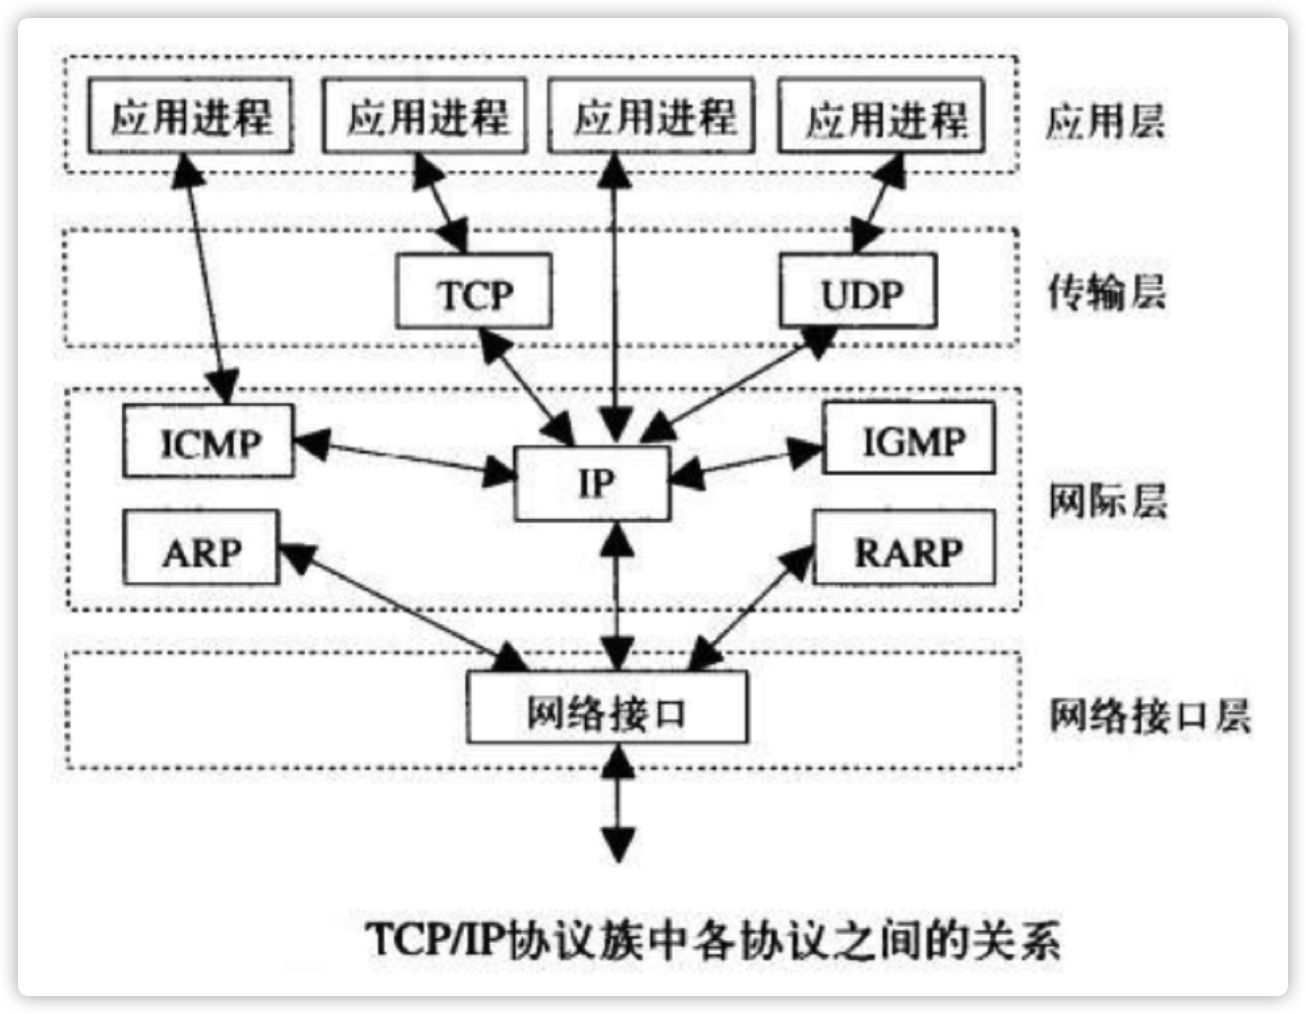 应用进程
应用进程
应用进程
应用进程
应用层
TCP
UDP
传输层
ICMP
IP
IGMP
网际层
ARP
RARP
网络接口
网络接口层
TCP/IP协议族中各协议之间的关系